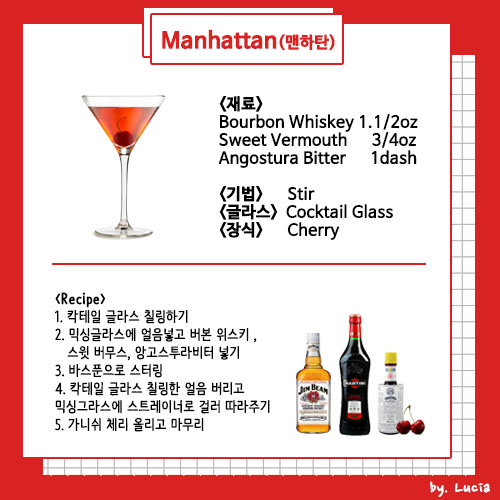 Manhattan(맨하탄)
<재료>
Bourbon Whiskey 1.1/2oz
Sweet Vermouth 3/4oz
Angostura Bitter 1dash
<기법> Stir
<글라스> Cocktail Glass
<장식> Cherry
<Recipe>
1. 칵테일 글라스 칠링하기
2. 믹싱글라스에 얼음넣고 버본 위스키 ,
스윗 버무스, 앙고스투라비터 넣기
3. 바스푼으로 스터링
4. 칵테일 글라스 칠링한 얼음 버리고
믹싱그라스에 스트레이너로 걸러 따라주기
5. 가니쉬 체리 올리고 마무리
JIM BEAM
MARTINI
by. Lucia